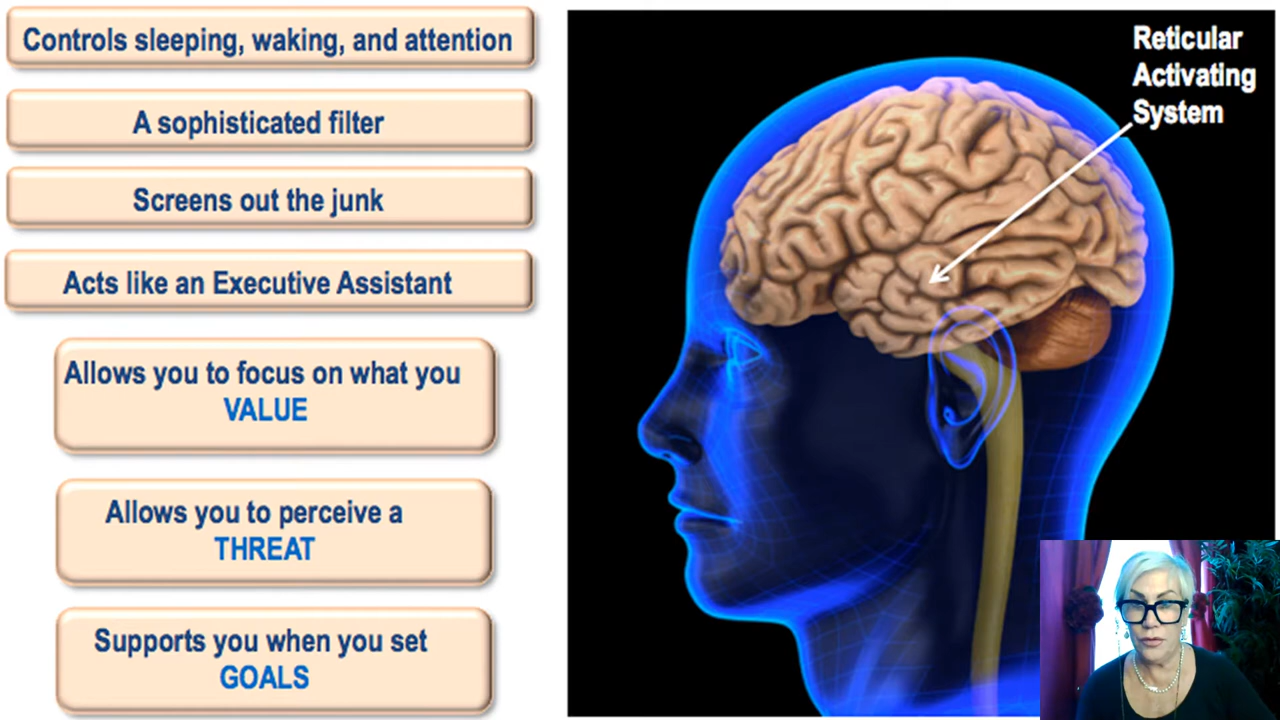 Controls sleeping, waking, and attention
A sophisticated filter
Screens out the junk
Acts like an Executive Assistant
Allows you to focus on what you
VALUE
Allows you to perceive a
THREAT
Supports you when you set
GOALS
Reticular
Activating
System